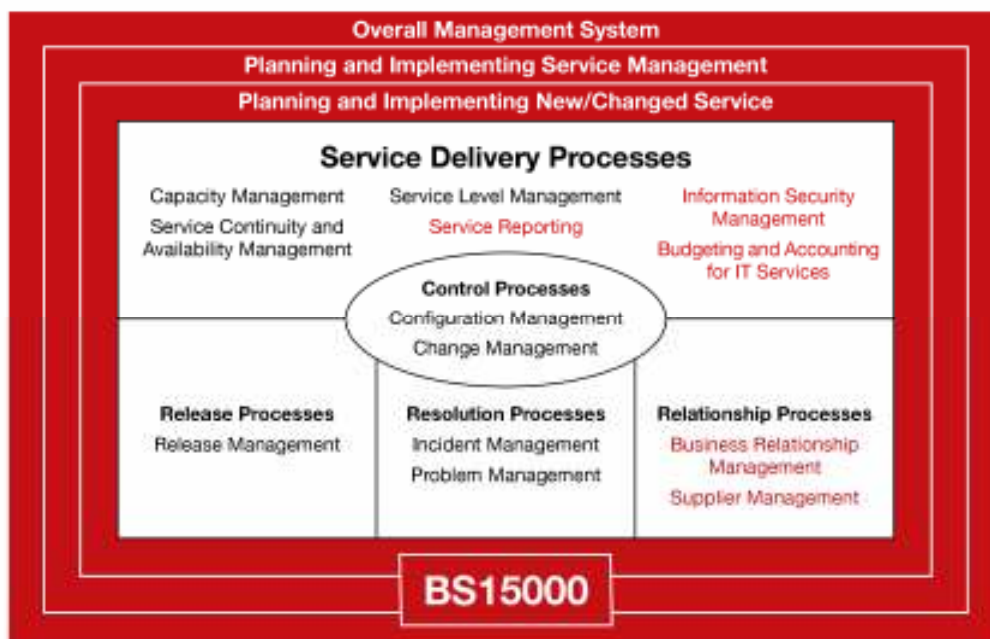 Overall Management System
Planning and Implementing Service Management
Planning and Implementing New/Changed Service
Service Delivery Processes
Capacity Management
Service Continuity and
Availability Management
Service Level Management
Service Reporting
Information Security
Management
Budgeting and Accounting
for IT Services
Control Processes
Configuration Management
Change Management
Release Processes
Release Management
Resolution Processes
Incident Management
Problem Management
Relationship Processes
Business Relationship
Management
Supplier Management
BS15000